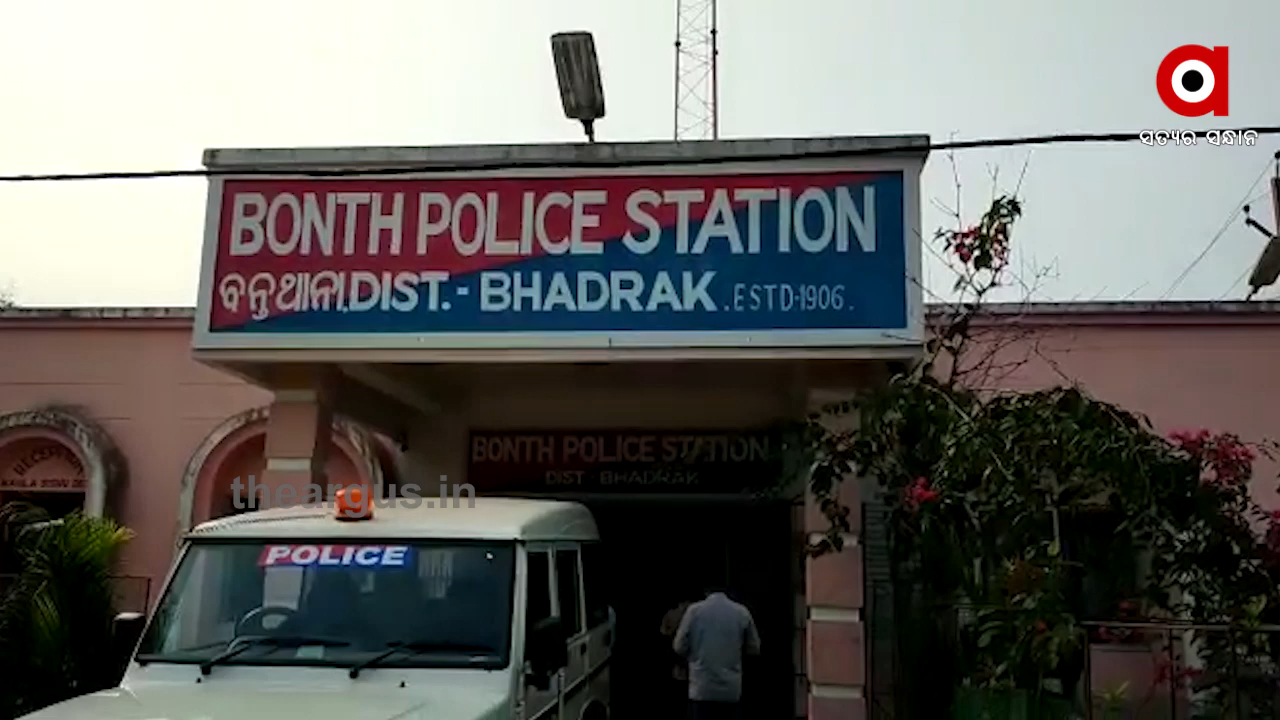 ସତ୍ୟର ସନ୍ଧାନ
BONTH POLICE STATION
ବନ୍ତଥାନା.DIST.-BHADRAK.ESTD-1906.
BONTH POLICE STATION
DIST-BHADRAK
RECEPTION
theargus.in
POLICE